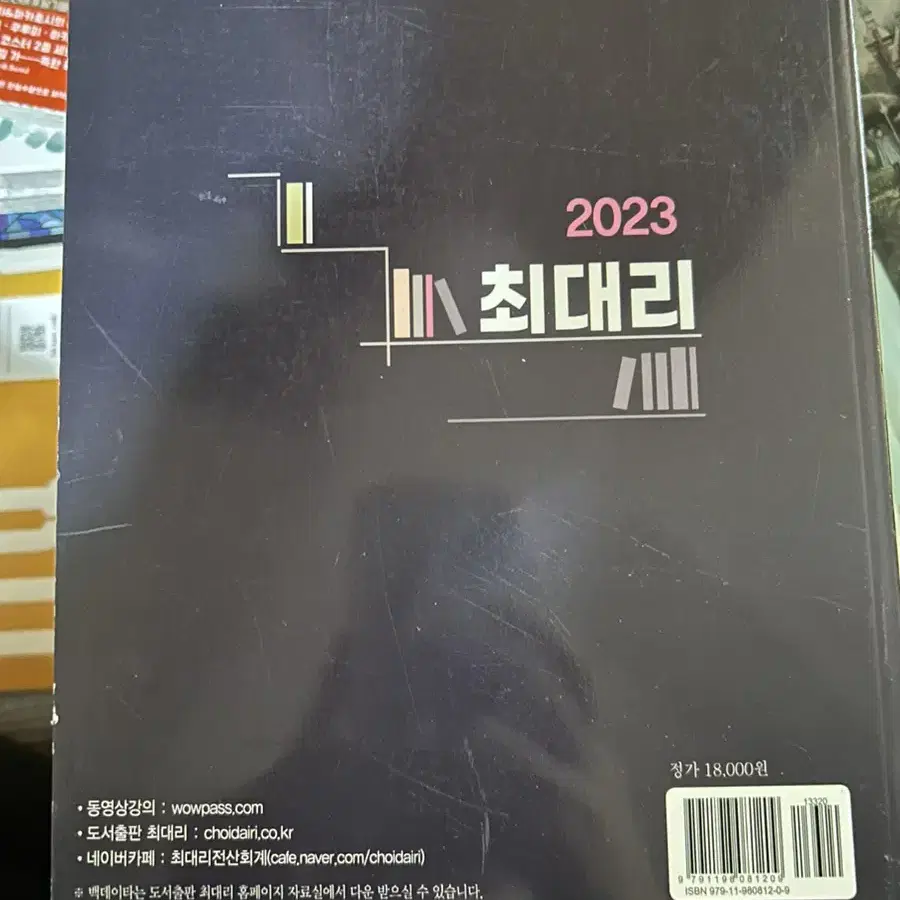 2023
최대리
정가 18,000원
• 동영상강의 : wowpass.com
• 도서출판 최대리 : choidairi.co.kr
• 네이버카페 : 최대리전산회계(cafe.naver.com/choidairi)
※ 백데이타는 도서출판 최대리 홈페이지 자료실에서 다운 받으실 수 있습니다.
13320
9 791198 081209
ISBN 979-11-980812-0-9